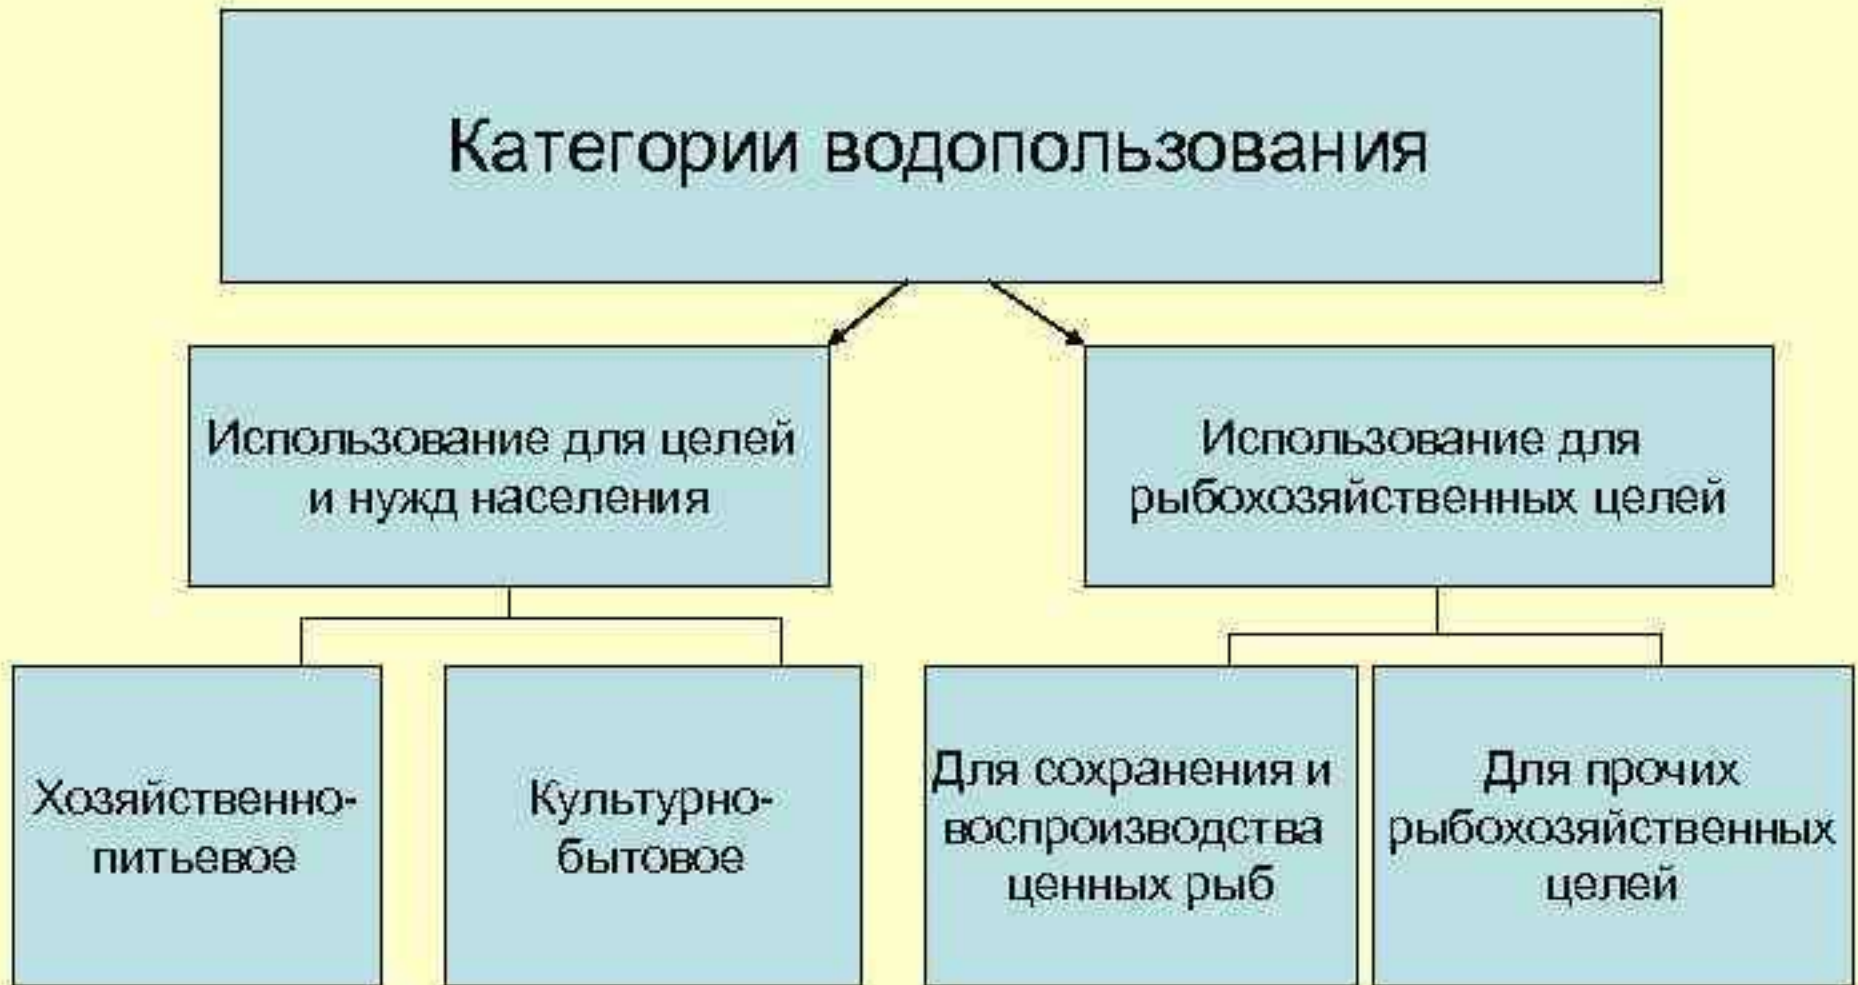 Категории водопользования
Использование для целей
и нужд населения
Использование для
рыбохозяйственных целей
Хозяйственно-
питьевое
Культурно-
бытовое
Для сохранения и
воспроизводства
ценных рыб
Для прочих
рыбохозяйственных
целей